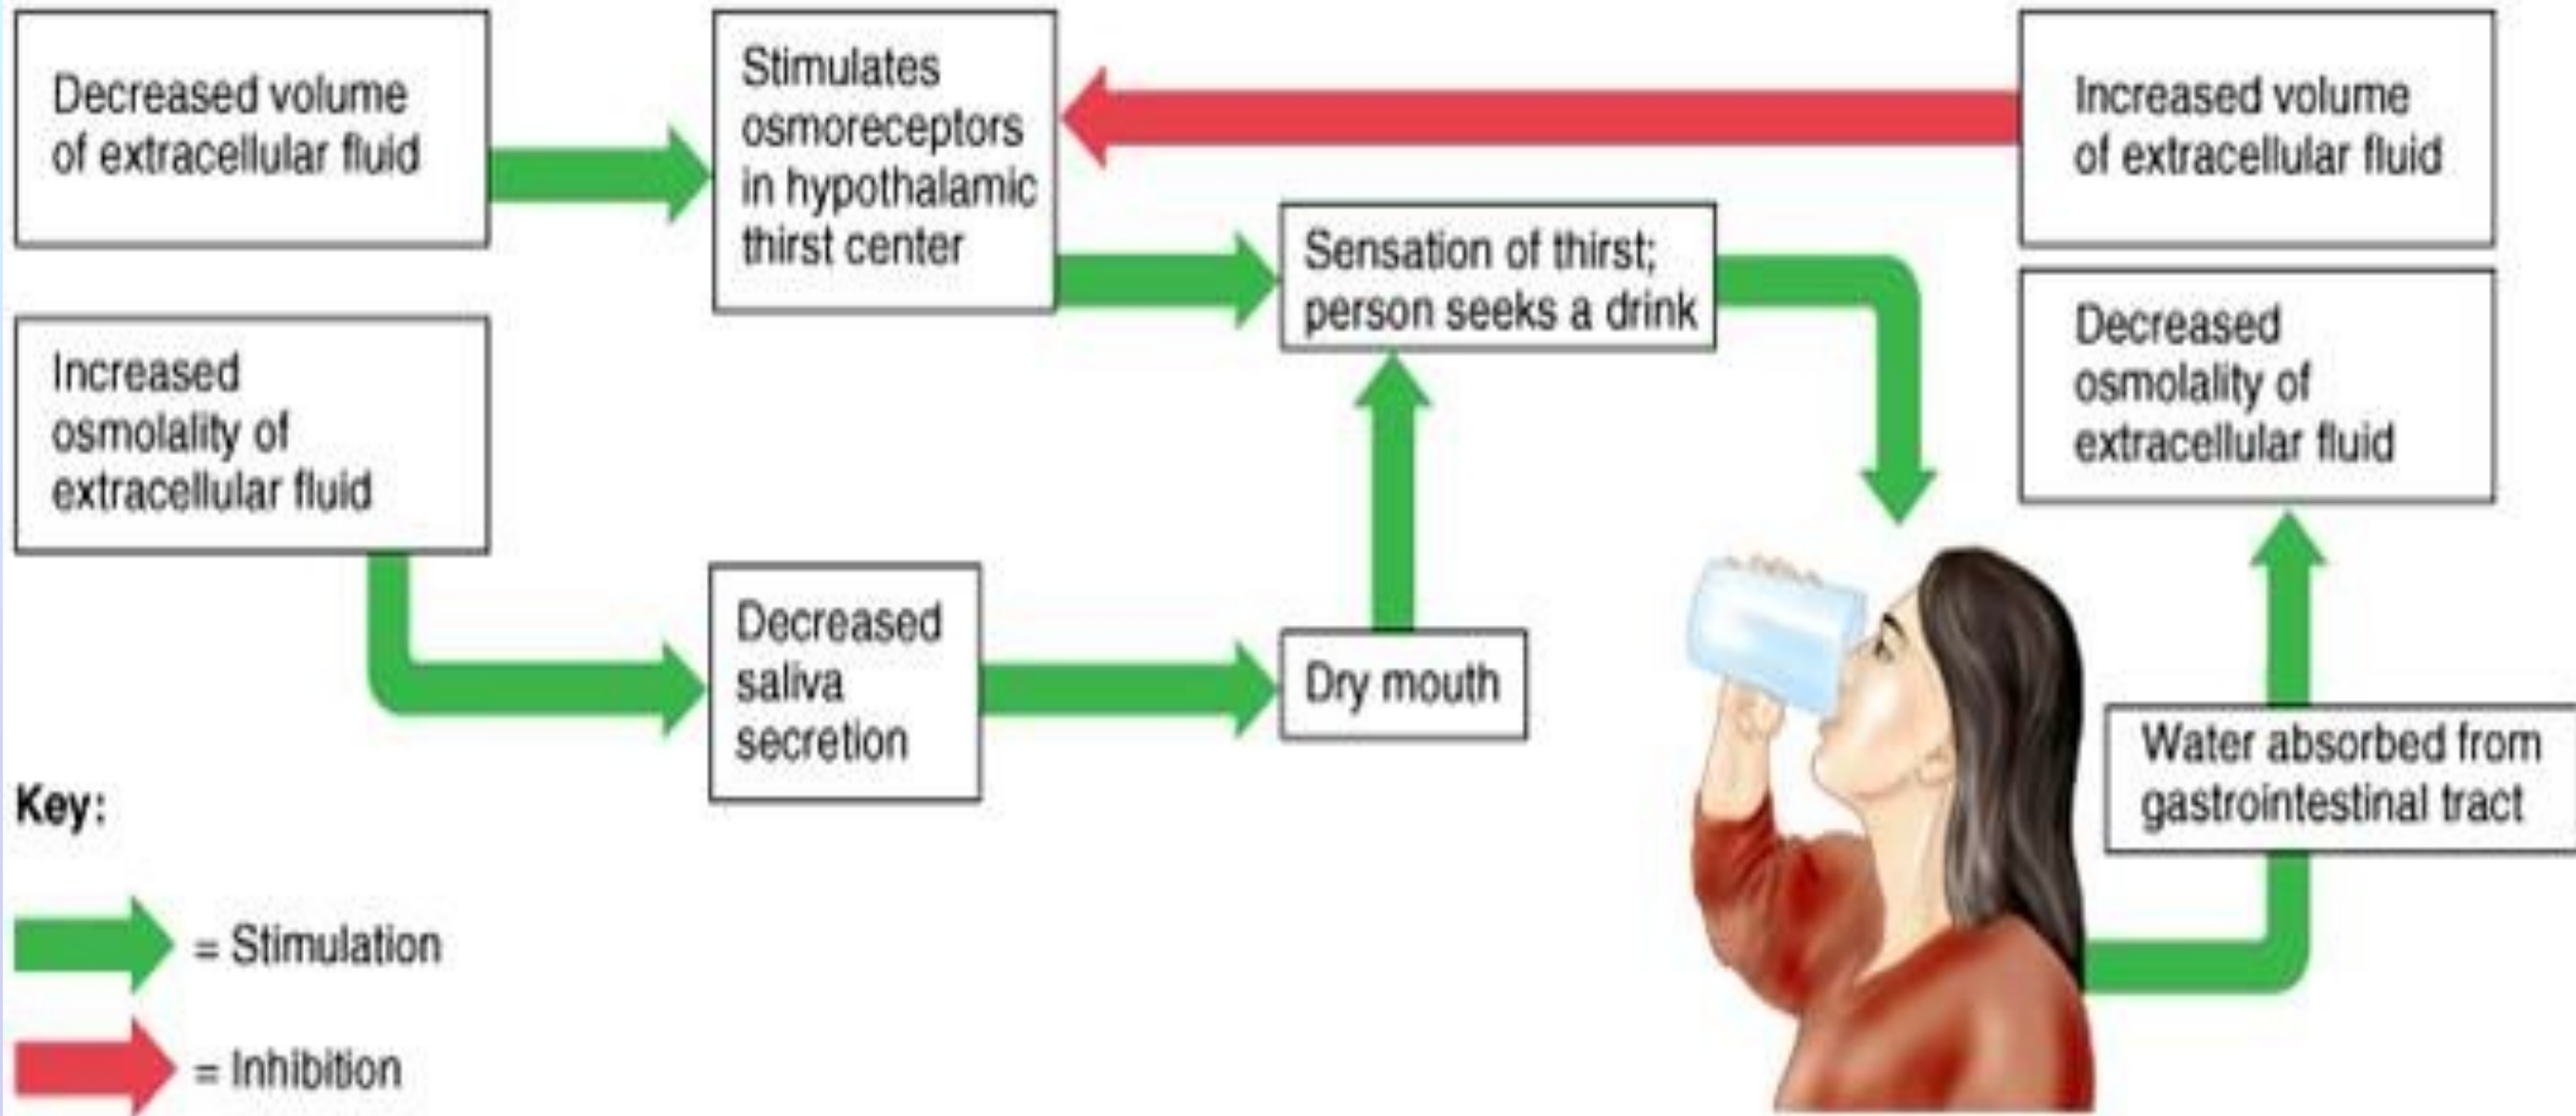 Decreased volume
of extracellular fluid
Stimulates
osmoreceptors
in hypothalamic
thirst center
Increased volume
of extracellular fluid
Sensation of thirst;
person seeks a drink
Increased
osmolality of
extracellular fluid
Decreased
osmolality of
extracellular fluid
Decreased
saliva
secretion
Dry mouth
Water absorbed from
gastrointestinal tract
Key:
= Stimulation
= Inhibition